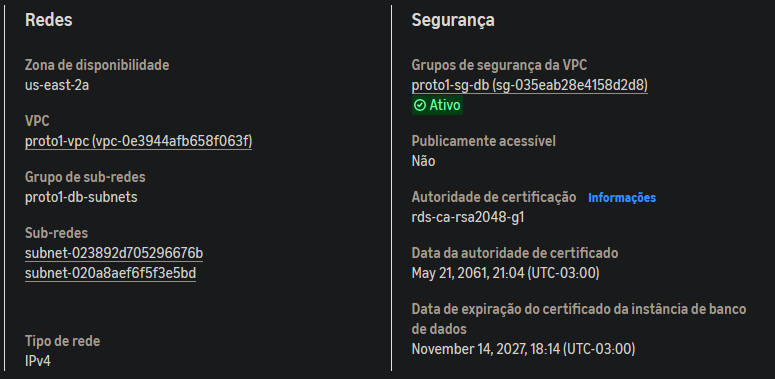 Redes
Zona de disponibilidade
us-east-2a
VPC
proto1-vpc (vpc-0e3944afb658f063f)
Grupo de sub-redes
proto1-db-subnets
Sub-redes
subnet-023892d705296676b
subnet-020a8aef6f5f3e5bd
Tipo de rede
IPv4
Segurança
Grupos de segurança da VPC
proto1-sg-db (sg-035eab28e4158d2d8)
Ativo
Publicamente acessível
Não
Autoridade de certificação Informações
rds-ca-rsa2048-g1
Data da autoridade de certificado
May 21, 2061, 21:04 (UTC-03:00)
Data de expiração do certificado da instância de banco
de dados
November 14, 2027, 18:14 (UTC-03:00)